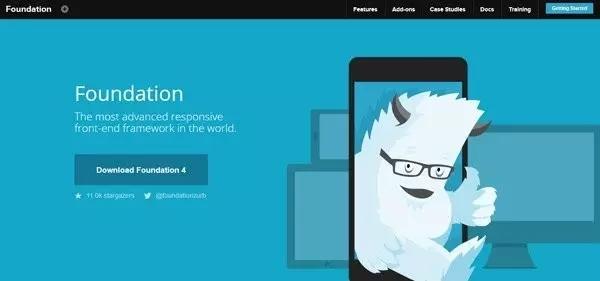 Foundation
Features Add-ons Case Studies Docs Training Getting Started
Foundation
The most advanced responsive
front-end framework in the world.
Download Foundation 4
11.0k stargazers @foundationzurb